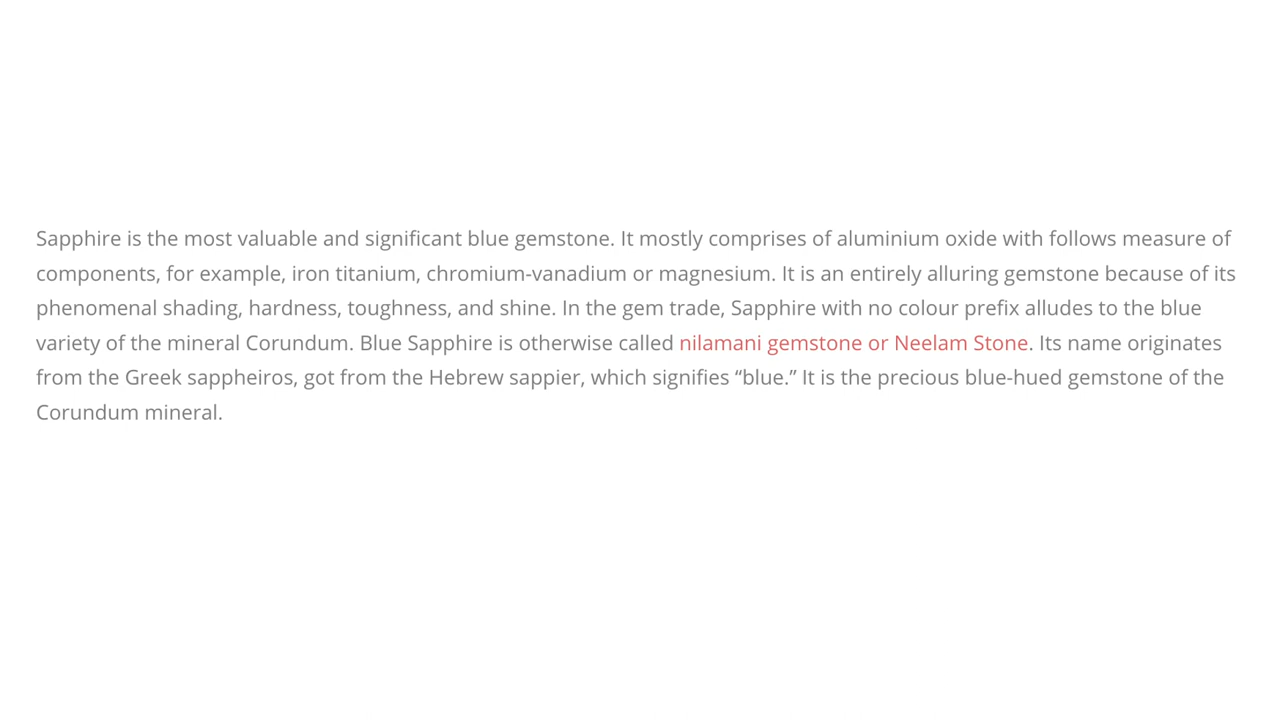 Sapphire is the most valuable and significant blue gemstone. It mostly comprises of aluminium oxide with follows measure of
components, for example, iron titanium, chromium-vanadium or magnesium. It is an entirely alluring gemstone because of its
phenomenal shading, hardness, toughness, and shine. In the gem trade, Sapphire with no colour prefix alludes to the blue
variety of the mineral Corundum. Blue Sapphire is otherwise called nilamani gemstone or Neelam Stone. Its name originates
from the Greek sappheiros, got from the Hebrew sappier, which signifies “blue.” It is the precious blue-hued gemstone of the
Corundum mineral.